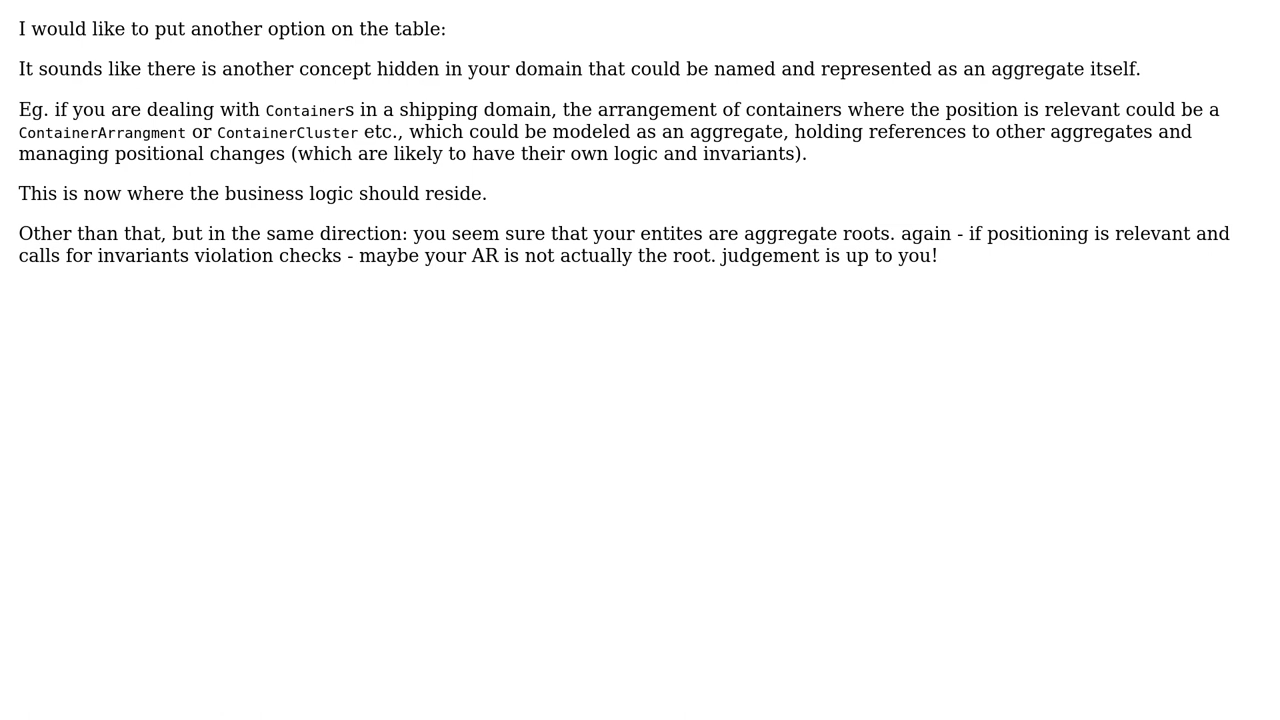 I would like to put another option on the table:
It sounds like there is another concept hidden in your domain that could be named and represented as an aggregate itself.
Eg. if you are dealing with Containers in a shipping domain, the arrangement of containers where the position is relevant could be a
ContainerArrangment or ContainerCluster etc., which could be modeled as an aggregate, holding references to other aggregates and
managing positional changes (which are likely to have their own logic and invariants).
This is now where the business logic should reside.
Other than that, but in the same direction: you seem sure that your entites are aggregate roots. again - if positioning is relevant and
calls for invariants violation checks - maybe your AR is not actually the root. judgement is up to you!